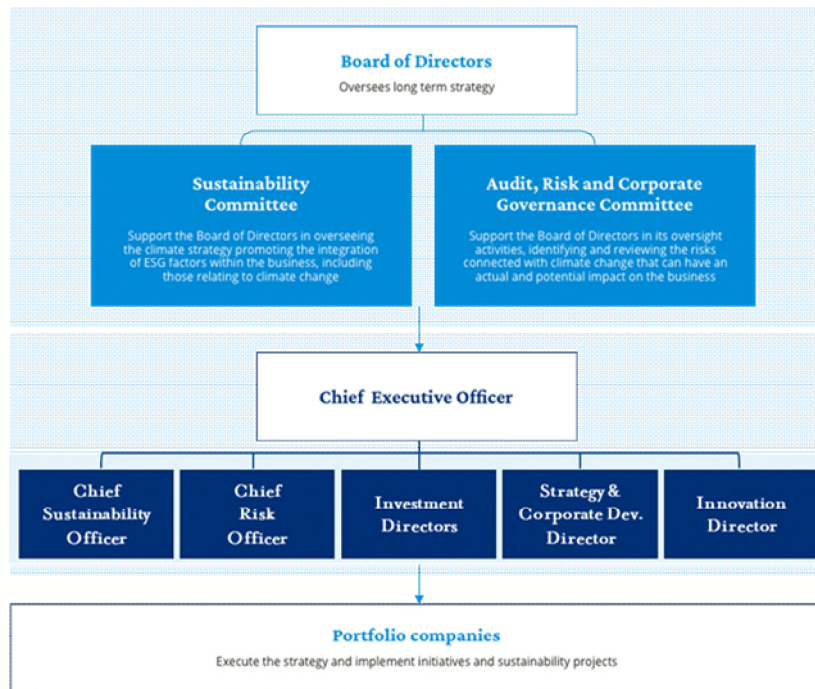 Board of Directors
Oversees long term strategy
Sustainability
Committee
Support the Board of Directors in overseeing
the climate strategy promoting the integration
of ESG factors within the business, including
those relating to climate change
Audit, Risk and Corporate
Governance Committee
Support the Board of Directors in its oversight
activities, identifying and reviewing the risks
connected with climate change that can have an
actual and potential impact on the business
Chief Executive Officer
Chief
Sustainability
Officer
Chief
Risk
Officer
Investment
Directors
Strategy &
Corporate Dev.
Director
Innovation
Director
Portfolio companies
Execute the strategy and implement initiatives and sustainability projects